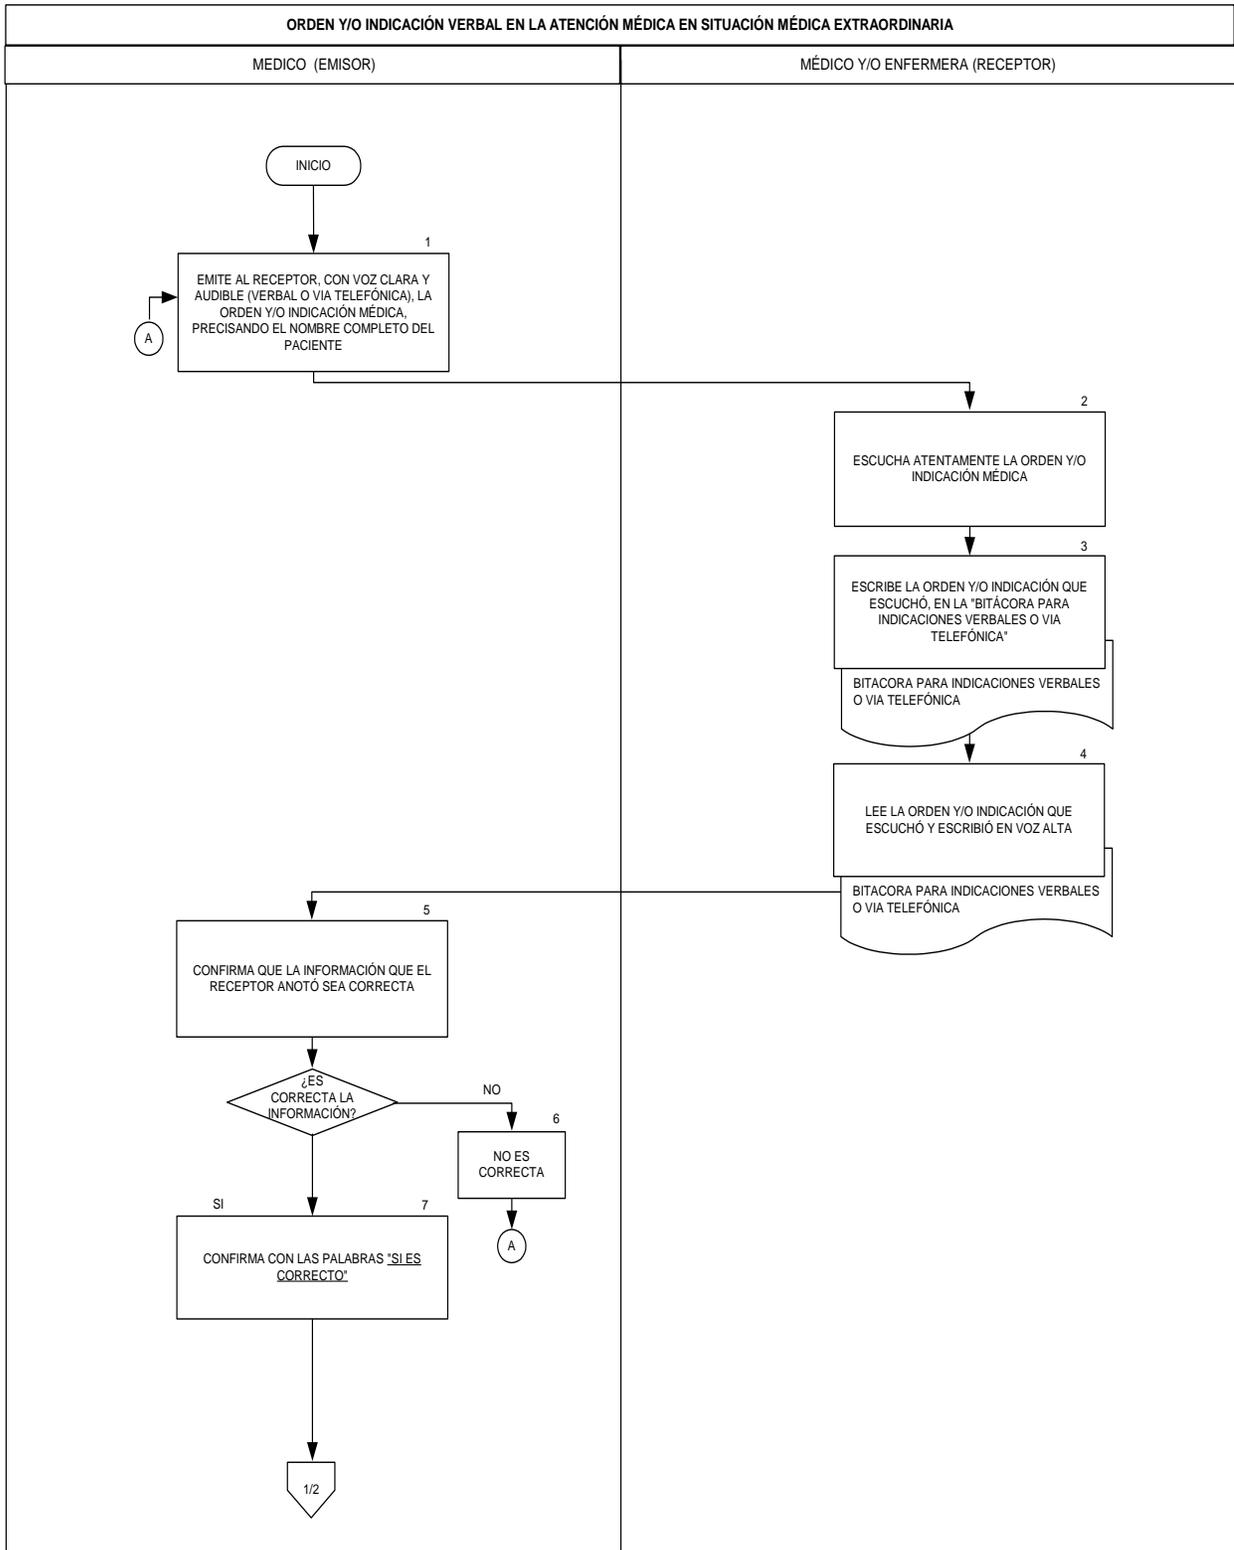 ORDEN Y/O INDICACIÓN VERBAL EN LA ATENCIÓN MÉDICA EN SITUACIÓN MÉDICA EXTRAORDINARIA
MEDICO (EMISOR)
MÉDICO Y/O ENFERMERA (RECEPTOR)
INICIO
1
EMITE AL RECEPTOR, CON VOZ CLARA Y
AUDIBLE (VERBAL O VIA TELEFÓNICA), LA
ORDEN Y/O INDICACIÓN MÉDICA,
PRECISANDO EL NOMBRE COMPLETO DEL
PACIENTE
A
2
ESCUCHA ATENTAMENTE LA ORDEN Y/O
INDICACIÓN MÉDICA
3
ESCRIBE LA ORDEN Y/O INDICACIÓN QUE
ESCUCHÓ, EN LA "BITÁCORA PARA
INDICACIONES VERBALES O VIA
TELEFÓNICA"
BITACORA PARA INDICACIONES VERBALES
O VIA TELEFÓNICA
4
LEE LA ORDEN Y/O INDICACIÓN QUE
ESCUCHÓ Y ESCRIBIÓ EN VOZ ALTA
BITACORA PARA INDICACIONES VERBALES
O VIA TELEFÓNICA
5
CONFIRMA QUE LA INFORMACIÓN QUE EL
RECEPTOR ANOTÓ SEA CORRECTA
¿ES
CORRECTA LA
INFORMACIÓN?
NO
6
NO ES
CORRECTA
A
SI
7
CONFIRMA CON LAS PALABRAS "SI ES
CORRECTO"
1/2